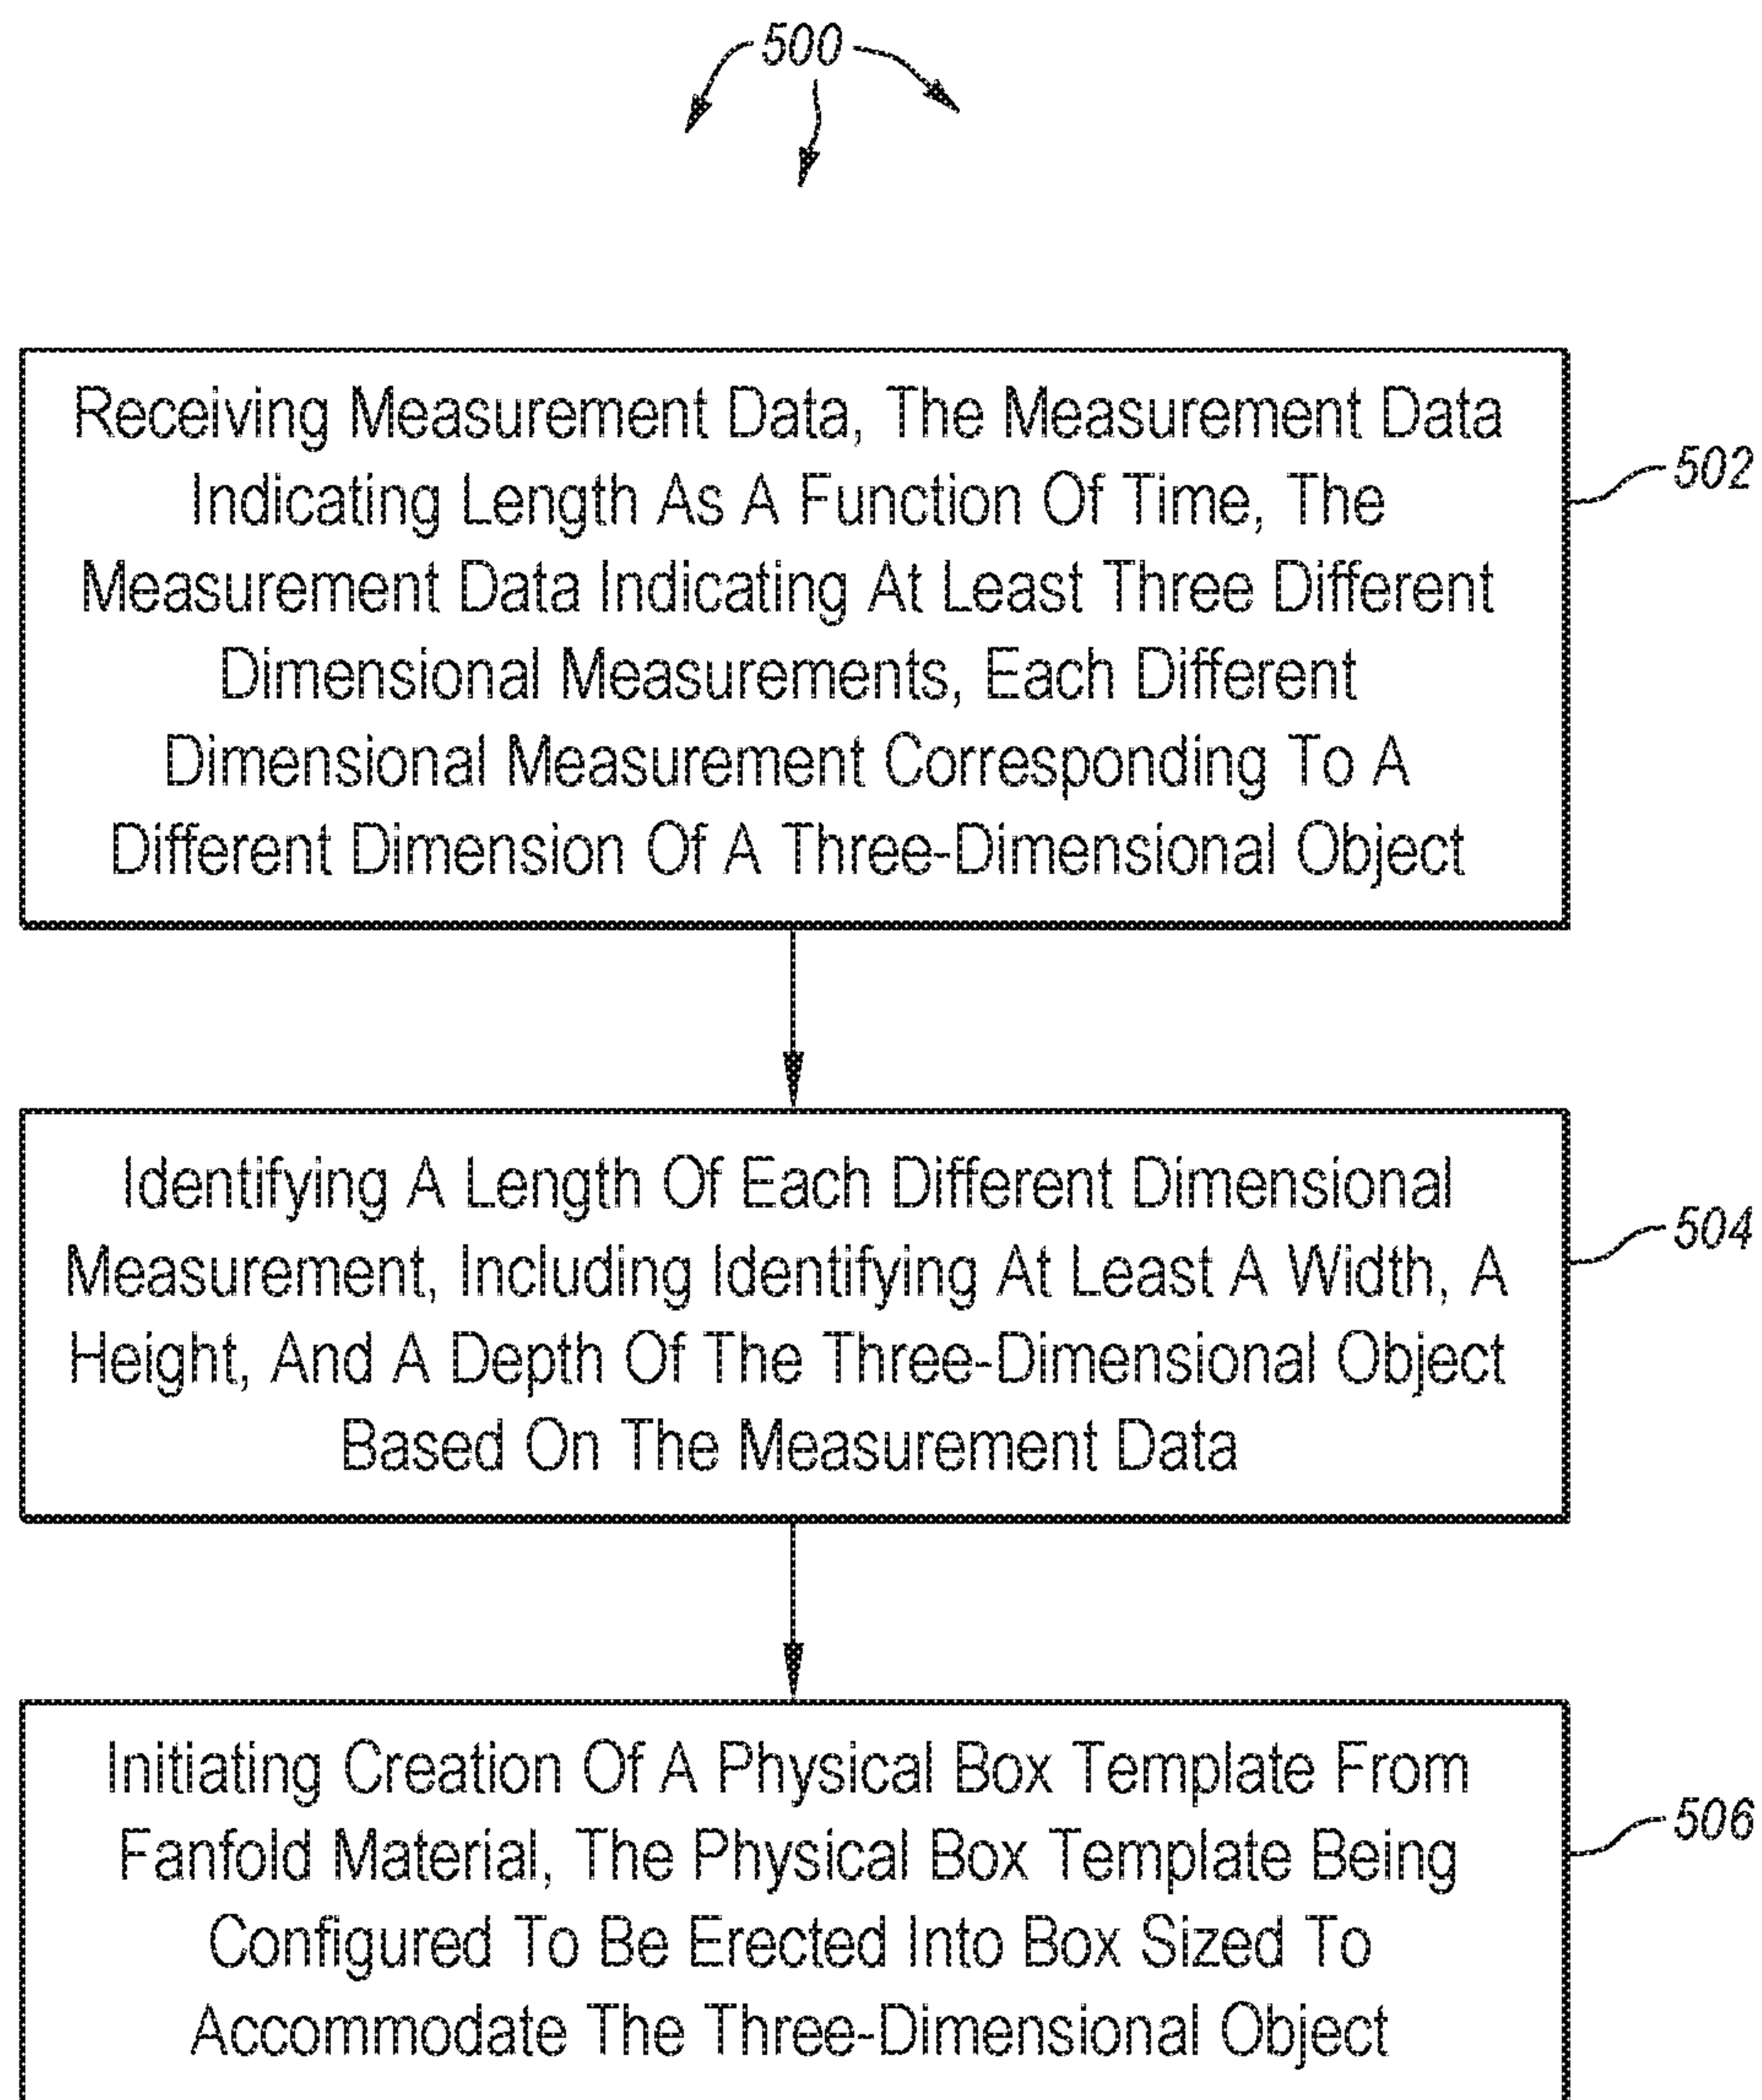 500
Receiving Measurement Data, The Measurement Data
Indicating Length As A Function Of Time, The
Measurement Data Indicating At Least Three Different
Dimensional Measurements, Each Different
Dimensional Measurement Corresponding To A
Different Dimension Of A Three-Dimensional Object
502
Identifying A Length Of Each Different Dimensional
Measurement, Including Identifying At Least A Width, A
Height, And A Depth Of The Three-Dimensional Object
Based On The Measurement Data
504
Initiating Creation Of A Physical Box Template From
Fanfold Material, The Physical Box Template Being
Configured To Be Erected Into Box Sized To
Accommodate The Three-Dimensional Object
506